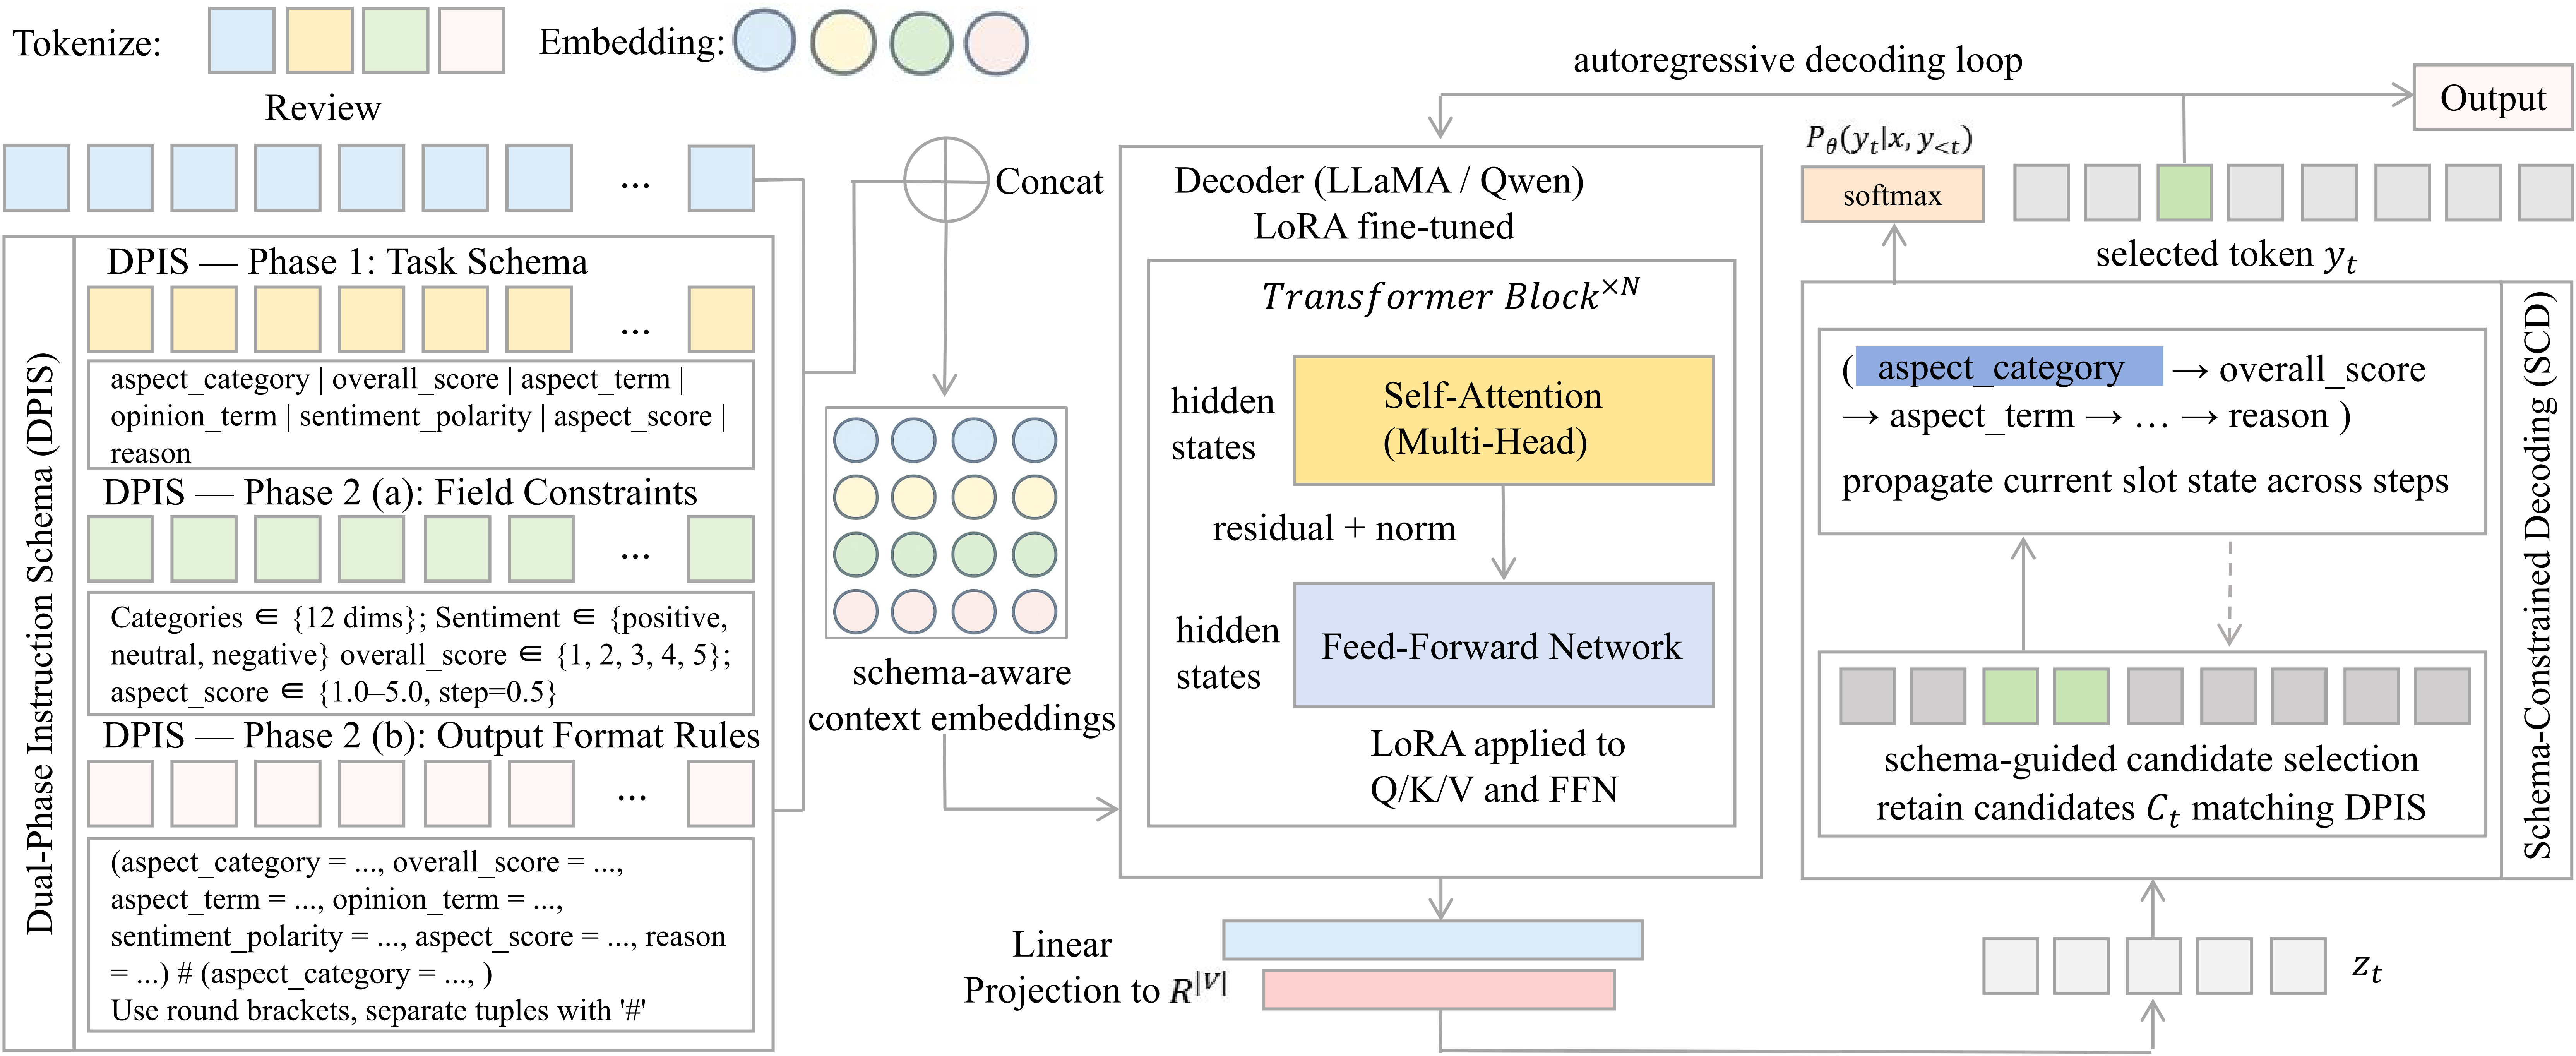 Tokenize:
Embedding:
Review
...
Concat
Dual-Phase Instruction Schema (DPIS)
DPIS — Phase 1: Task Schema
...
aspect_category | overall_score | aspect_term |
opinion_term | sentiment_polarity | aspect_score |
reason
DPIS — Phase 2 (a): Field Constraints
...
Categories ∈ {12 dims}; Sentiment ∈ {positive,
neutral, negative} overall_score ∈ {1, 2, 3, 4, 5};
aspect_score ∈ {1.0–5.0, step=0.5}
DPIS — Phase 2 (b): Output Format Rules
...
(aspect_category = ..., overall_score = ...,
aspect_term = ..., opinion_term = ...,
sentiment_polarity = ..., aspect_score = ..., reason
= ...) # (aspect_category = ..., )
Use round brackets, separate tuples with '#'
schema-aware
context embeddings
autoregressive decoding loop
Output
Decoder (LLaMA / Qwen)
LoRA fine-tuned
Transformer Block^{×N}
hidden
states
Self-Attention
(Multi-Head)
residual + norm
hidden
states
Feed-Forward Network
LoRA applied to
Q/K/V and FFN
Linear
Projection to R^{|V|}
P_θ(y_t|x, y_{<t})
softmax
selected token y_t
Schema-Constrained Decoding (SCD)
( aspect_category → overall_score
→ aspect_term → … → reason )
propagate current slot state across steps
schema-guided candidate selection
retain candidates C_t matching DPIS
z_t